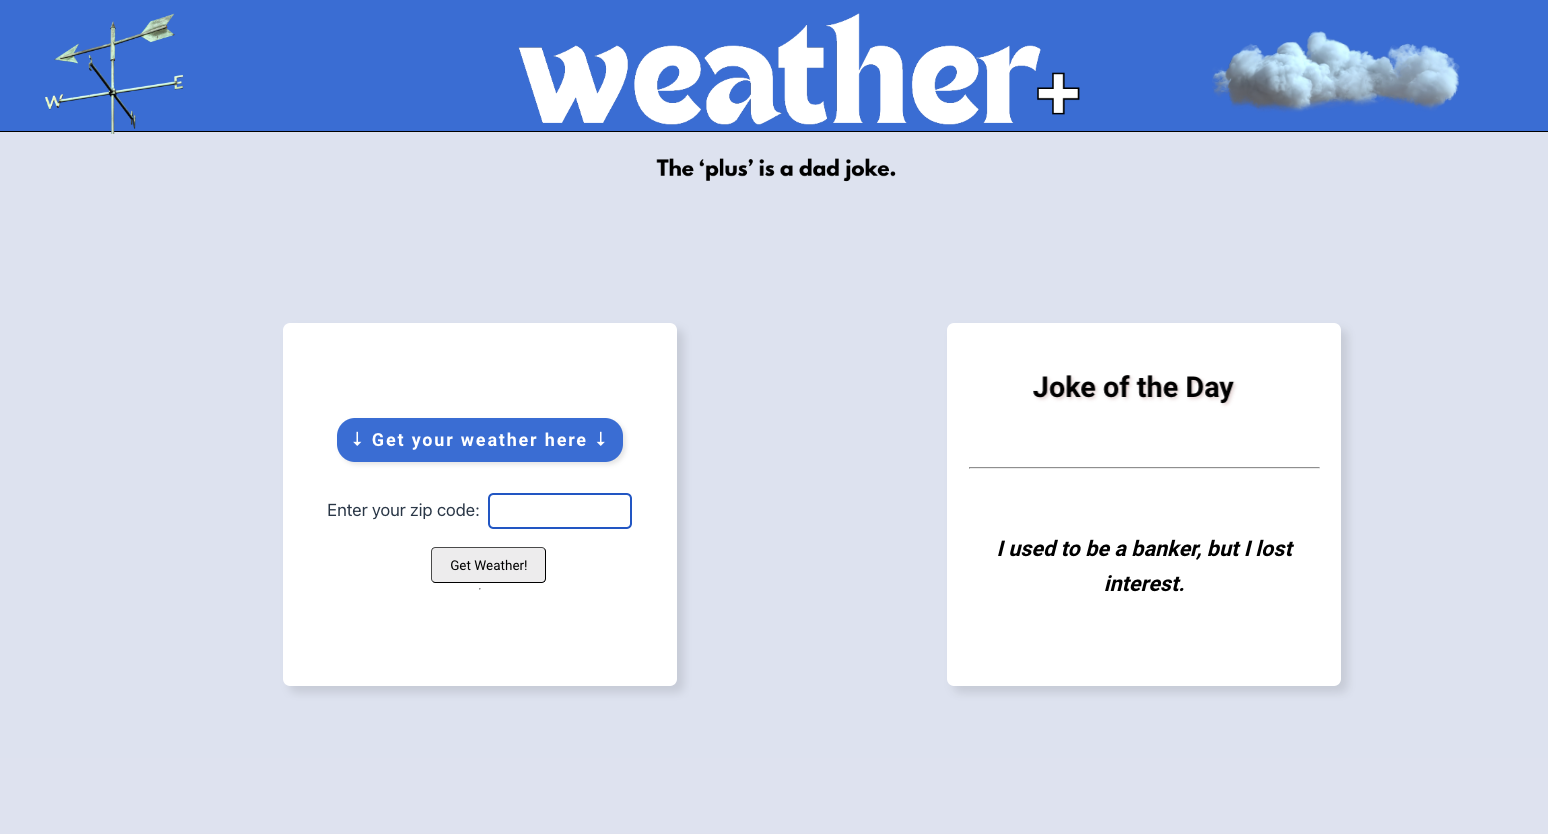 W E
weather+
The ‘plus’ is a dad joke.
↓ Get your weather here ↓
Enter your zip code:
Get Weather!
.
Joke of the Day
I used to be a banker, but I lost
interest.